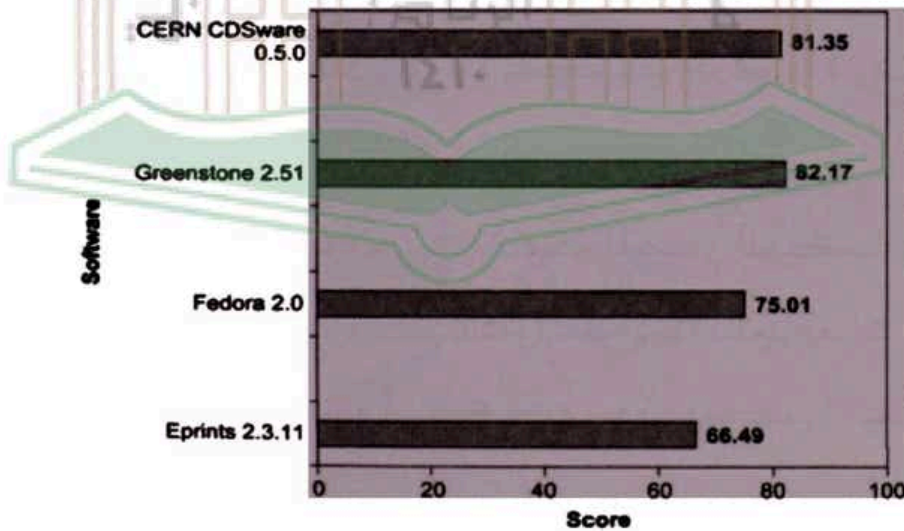 CERN CDSware
0.5.0
81.35
Greenstone 2.51
82.17
Software
Fedora 2.0
75.01
Eprints 2.3.11
66.49
0 20 40 60 80 100
Score